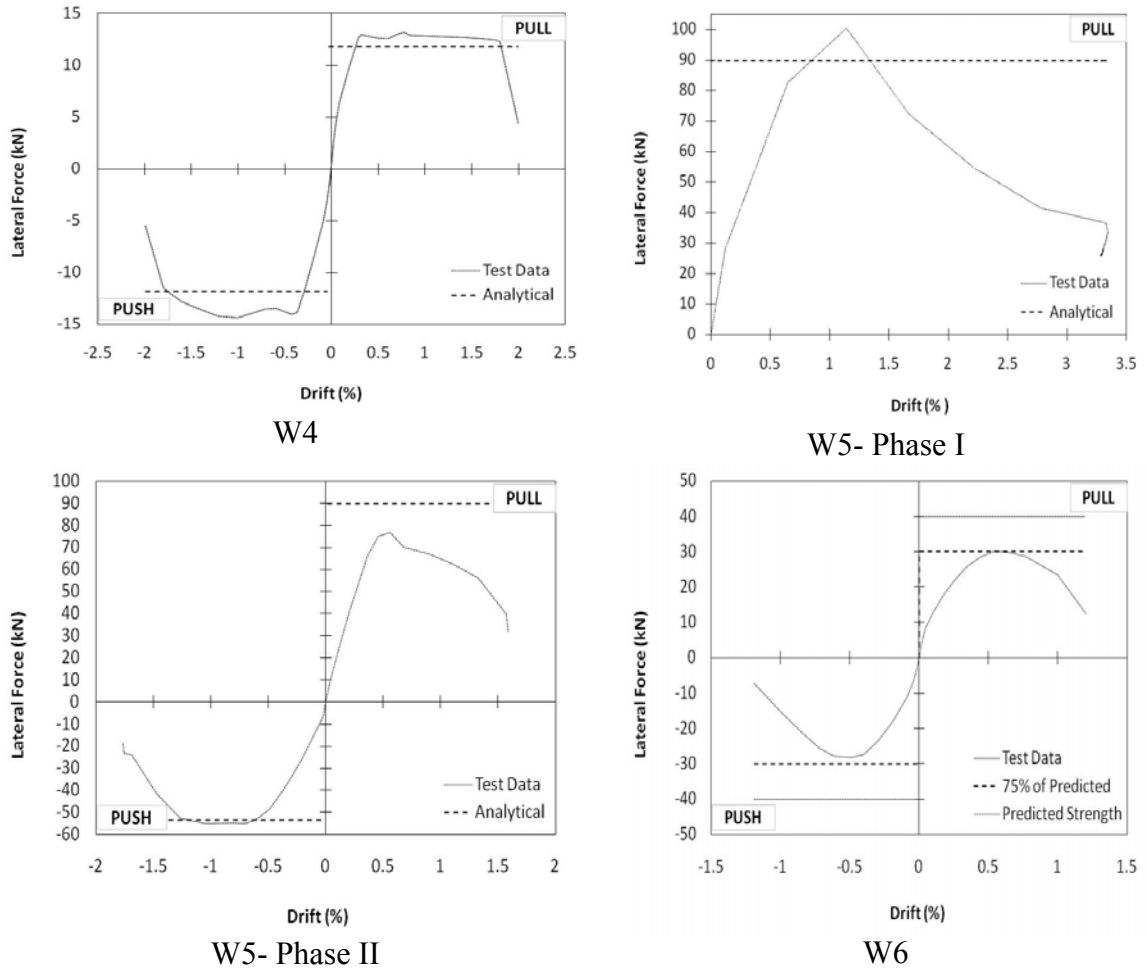 15
10
5
0
-5
-10
-15
Lateral Force (kN)
PULL
PUSH
Test Data
Analytical
-2.5 -2 -1.5 -1 -0.5 0 0.5 1 1.5 2 2.5
Drift (%)
W4
100
90
80
70
60
50
40
30
20
10
0
Lateral Force (kN)
PULL
Test Data
Analytical
0 0.5 1 1.5 2 2.5 3 3.5
Drift (% )
W5- Phase I
100
90
80
70
60
50
40
30
20
10
0
-10
-20
-30
-40
-50
-60
Lateral Force (kN)
PULL
PUSH
Test Data
Analytical
-2 -1.5 -1 -0.5 0 0.5 1 1.5 2
Drift (%)
W5- Phase II
50
40
30
20
10
0
-10
-20
-30
-40
-50
Lateral Force (kN)
PULL
PUSH
Test Data
75% of Predicted
Predicted Strength
-1.5 -1 -0.5 0 0.5 1 1.5
Drift (%)
W6